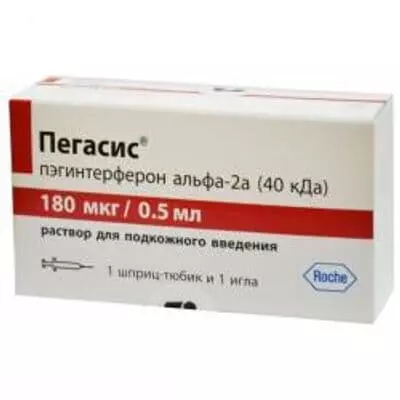 Пегасис®
пэгинтерферон альфа-2а (40 кДа)
180 мкг / 0.5 мл
раствор для подкожного введения
1 шприц-тюбик и 1 игла
Roche